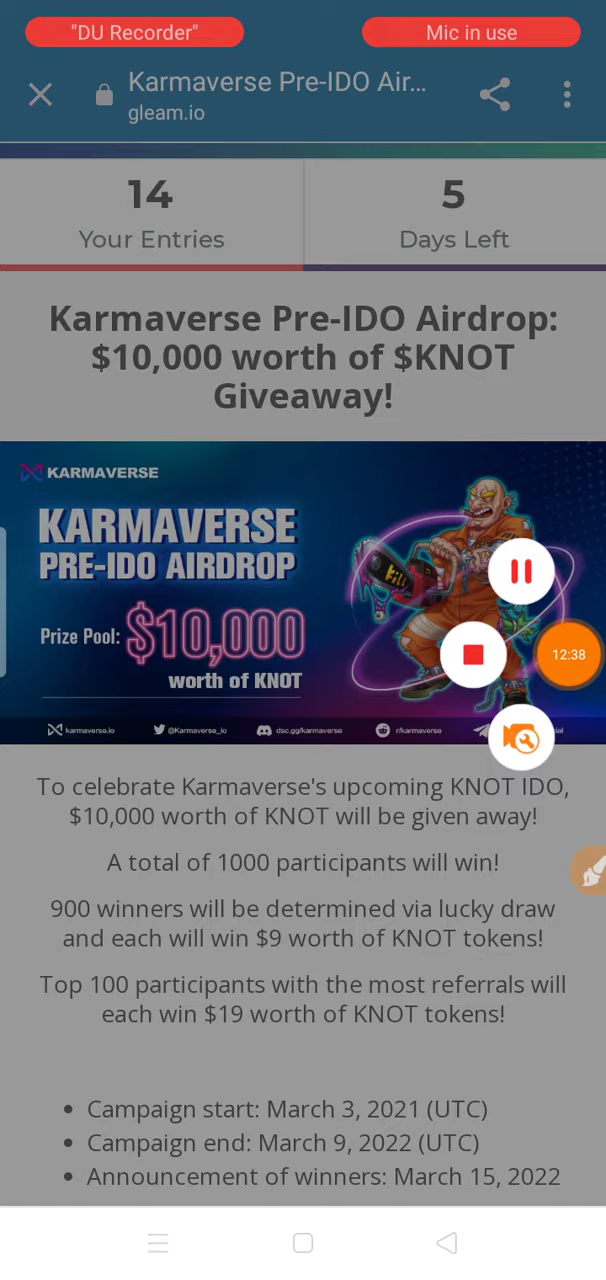 "DU Recorder"
Mic in use
Karmaverse Pre-IDO Air...
gleam.io
14
5
Your Entries
Days Left
Karmaverse Pre-IDO Airdrop:
$10,000 worth of $KNOT
Giveaway!
KARMAVERSE
KARMAVERSE
PRE-IDO AIRDROP
kill
Prize Pool: $10,000
12:38
worth of KNOT
karmaverse.io
@Karmaverse_io
dsc.gg/karmaverse
r/karmaverse
To celebrate Karmaverse's upcoming KNOT IDO,
$10,000 worth of KNOT will be given away!
A total of 1000 participants will win!
900 winners will be determined via lucky draw
and each will win $9 worth of KNOT tokens!
Top 100 participants with the most referrals will
each win $19 worth of KNOT tokens!
• Campaign start: March 3, 2021 (UTC)
• Campaign end: March 9, 2022 (UTC)
• Announcement of winners: March 15, 2022